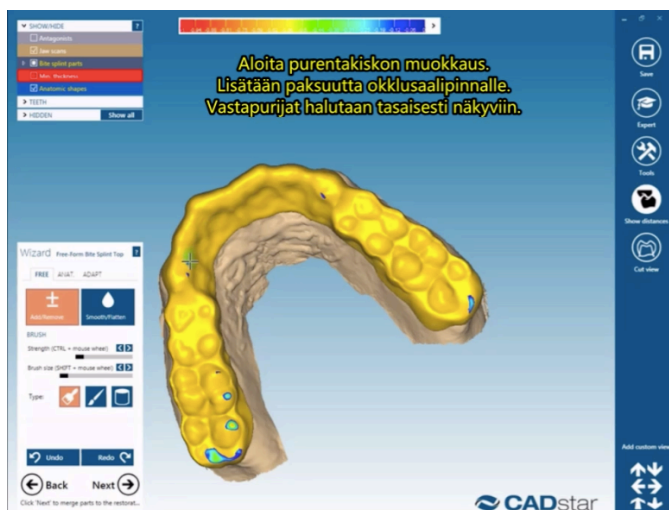 SHOW/HIDE ?
Antagonists
Jaw scans
Bite splint parts
Min. thickness
Anatomic shapes
TEETH
HIDDEN Show all
Aloita purentakiskon muokkaus.
Lisätään paksuutta okklusaalipinnalle.
Vastapurijat halutaan tasaisesti näkyviin.
Save
Expert
Tools
Show distances
Cut view
Wizard Free-Form Bite Splint Top ?
FREE ANAT ADAPT
Add/Remove Smooth/Flatten
BRUSH
Strength (CTRL + mouse wheel)
Brush size (SHIFT + mouse wheel)
Type:
Undo Redo
Back Next
Click 'Next' to merge parts to the restorat...
Add custom view
CADstar